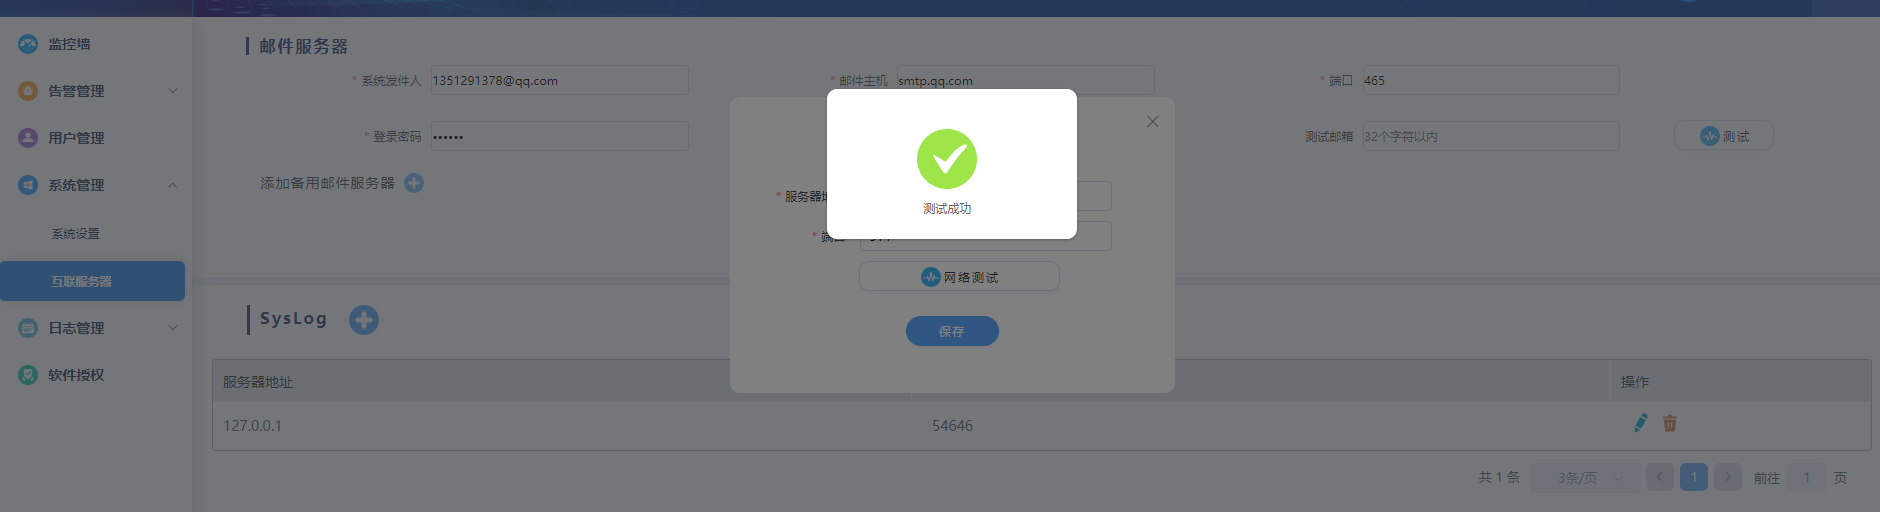 监控墙
告警管理
用户管理
系统管理
系统设置
互联服务器
日志管理
软件授权
邮件服务器
* 系统发件人 1351291378@qq.com
* 邮件主机 smtp.qq.com
* 端口 465
* 登录密码 ••••••
测试邮箱 32个字符以内
测试
添加备用邮件服务器
测试成功
* 服务器
*
网络测试
保存
SysLog
服务器地址 操作
127.0.0.1 54646
共 1 条 3条/页 1 前往 1 页